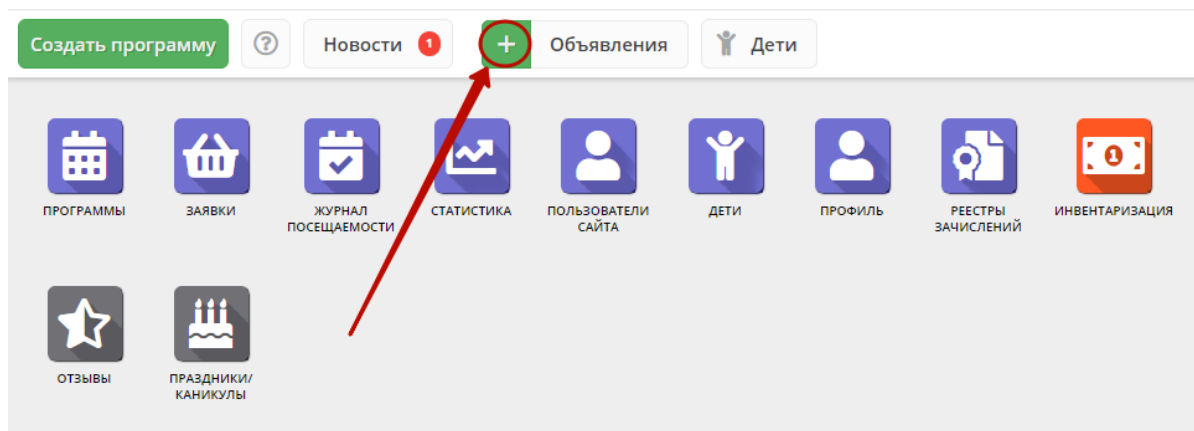 Создать программу
?
Новости 1
+ Объявления
Дети
ПРОГРАММЫ
ЗАЯВКИ
ЖУРНАЛ
ПОСЕЩАЕМОСТИ
СТАТИСТИКА
ПОЛЬЗОВАТЕЛИ
САЙТА
ДЕТИ
ПРОФИЛЬ
РЕЕСТРЫ
ЗАЧИСЛЕНИЙ
1
ИНВЕНТАРИЗАЦИЯ
ОТЗЫВЫ
ПРАЗДНИКИ/
КАНИКУЛЫ